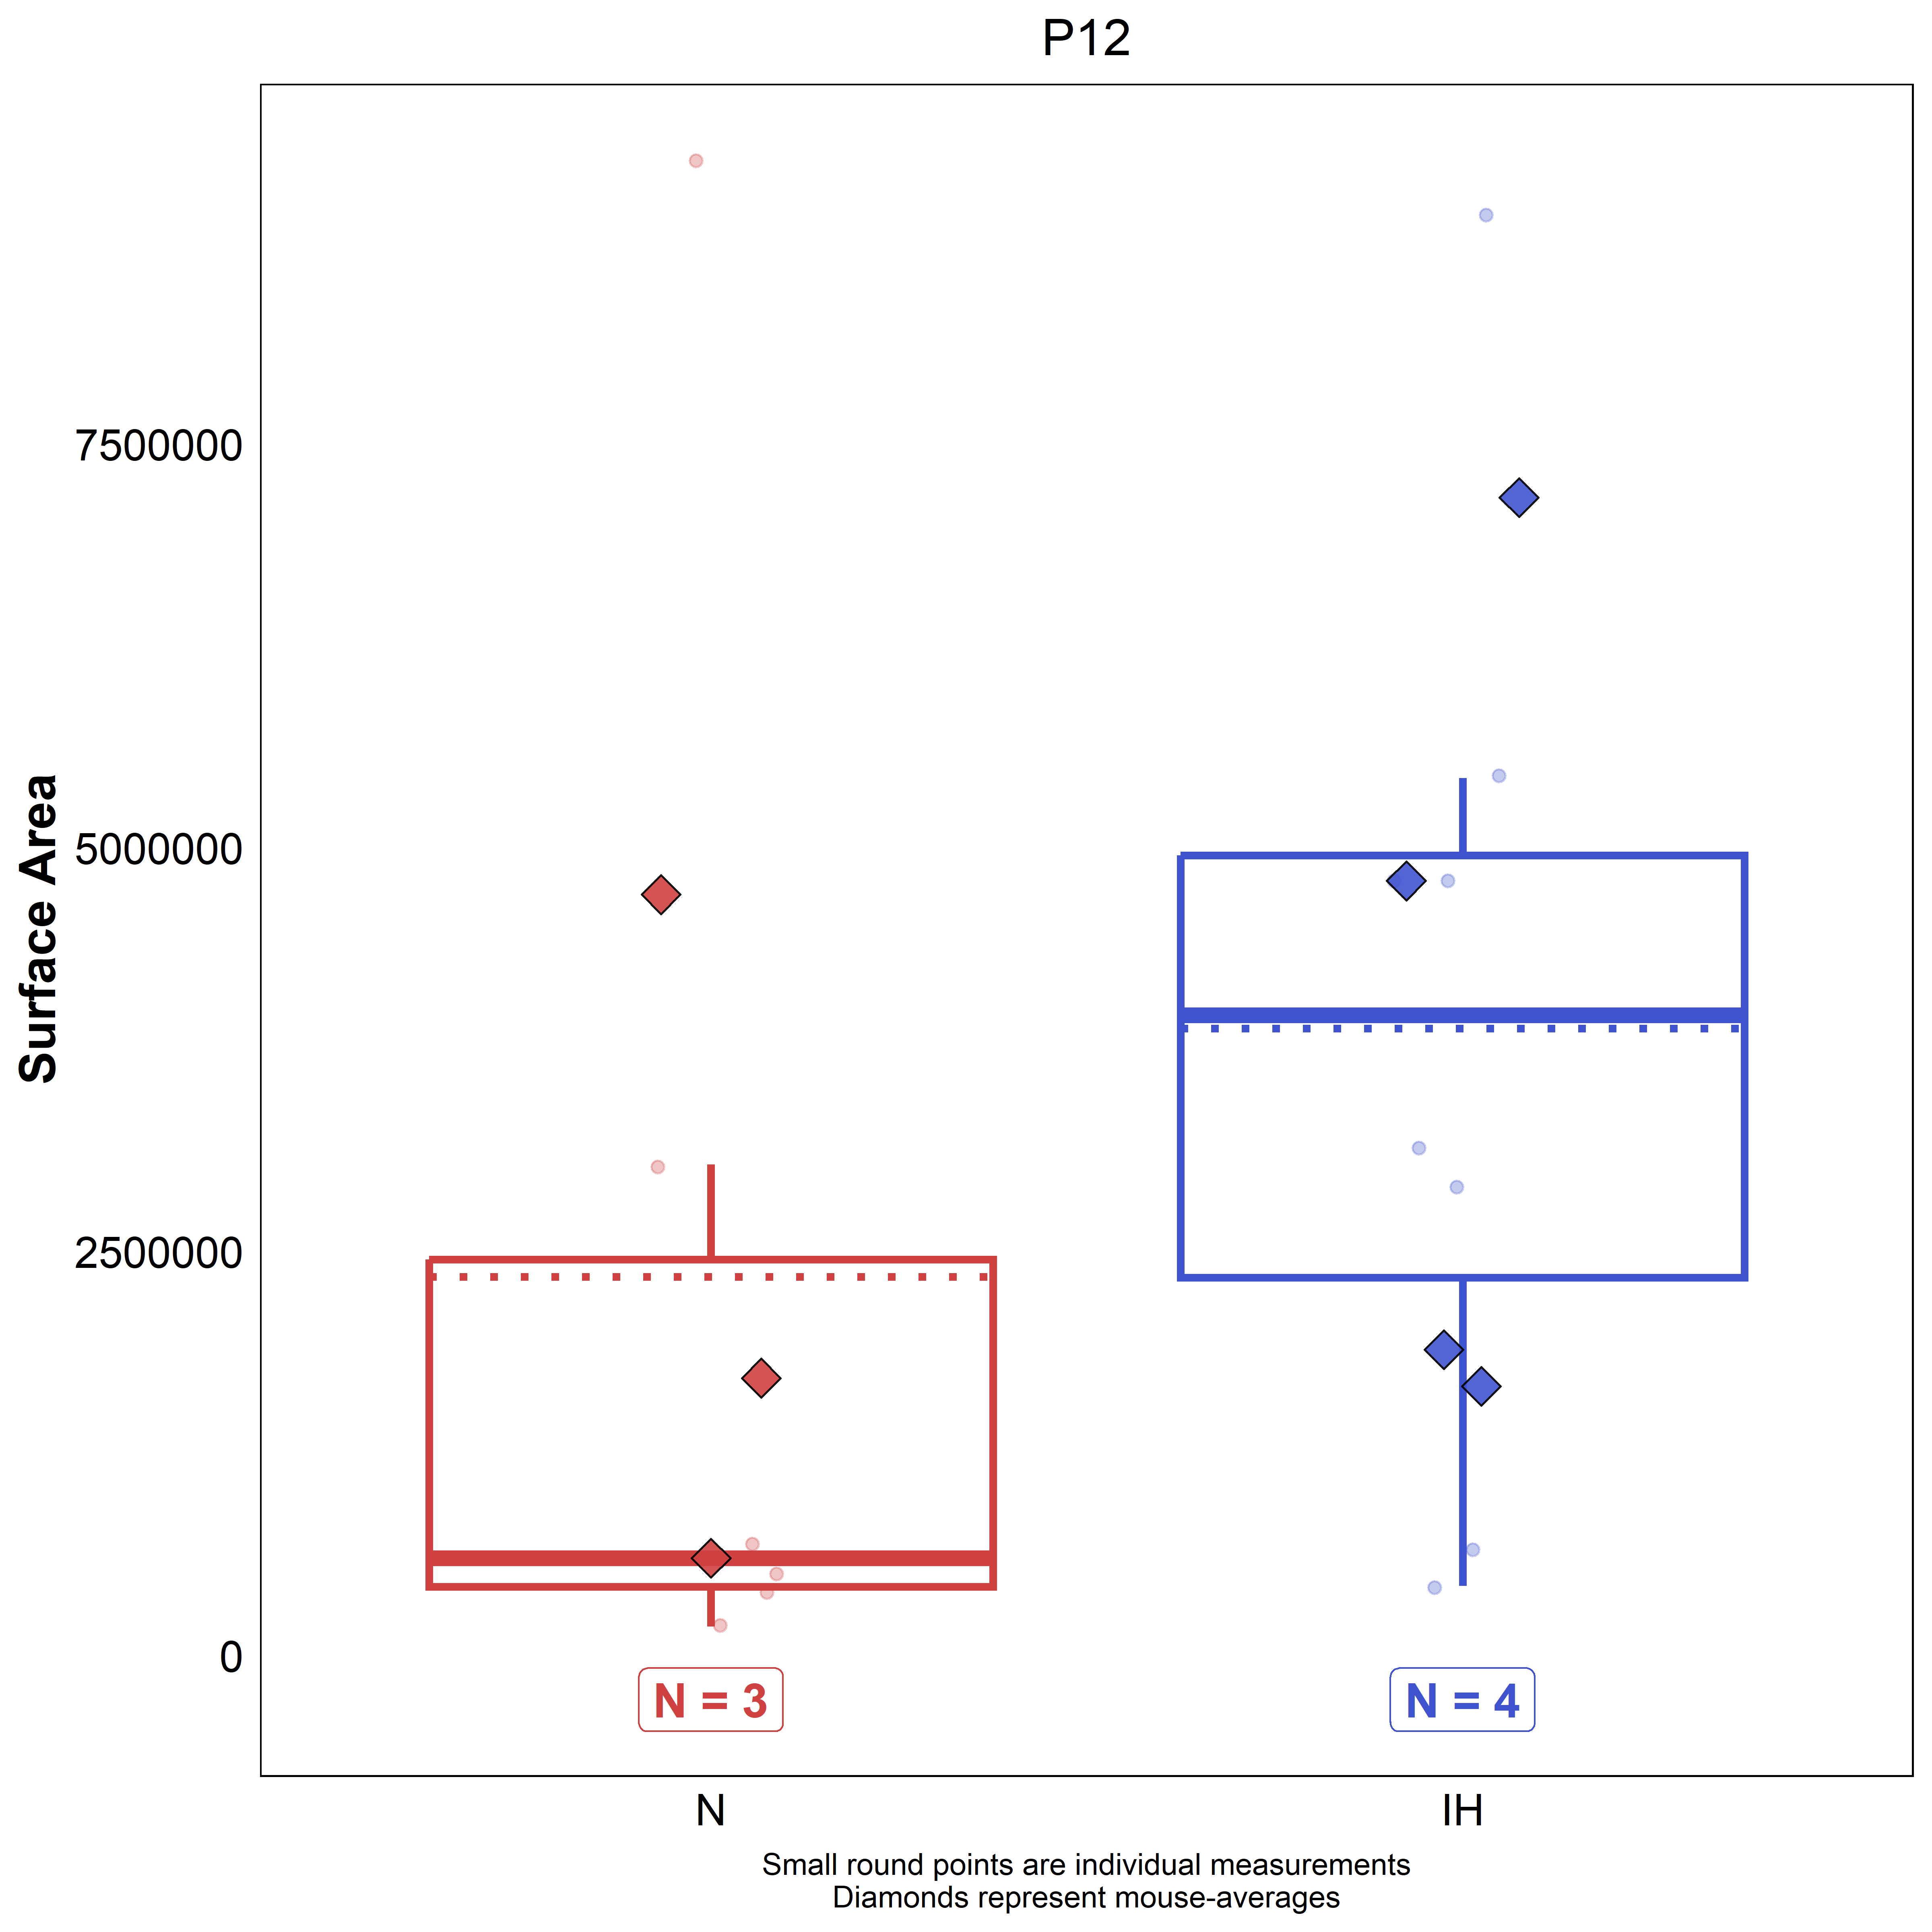 P12
Surface Area
7500000
5000000
2500000
0
N = 3
N = 4
N
IH
Small round points are individual measurements
Diamonds represent mouse-averages